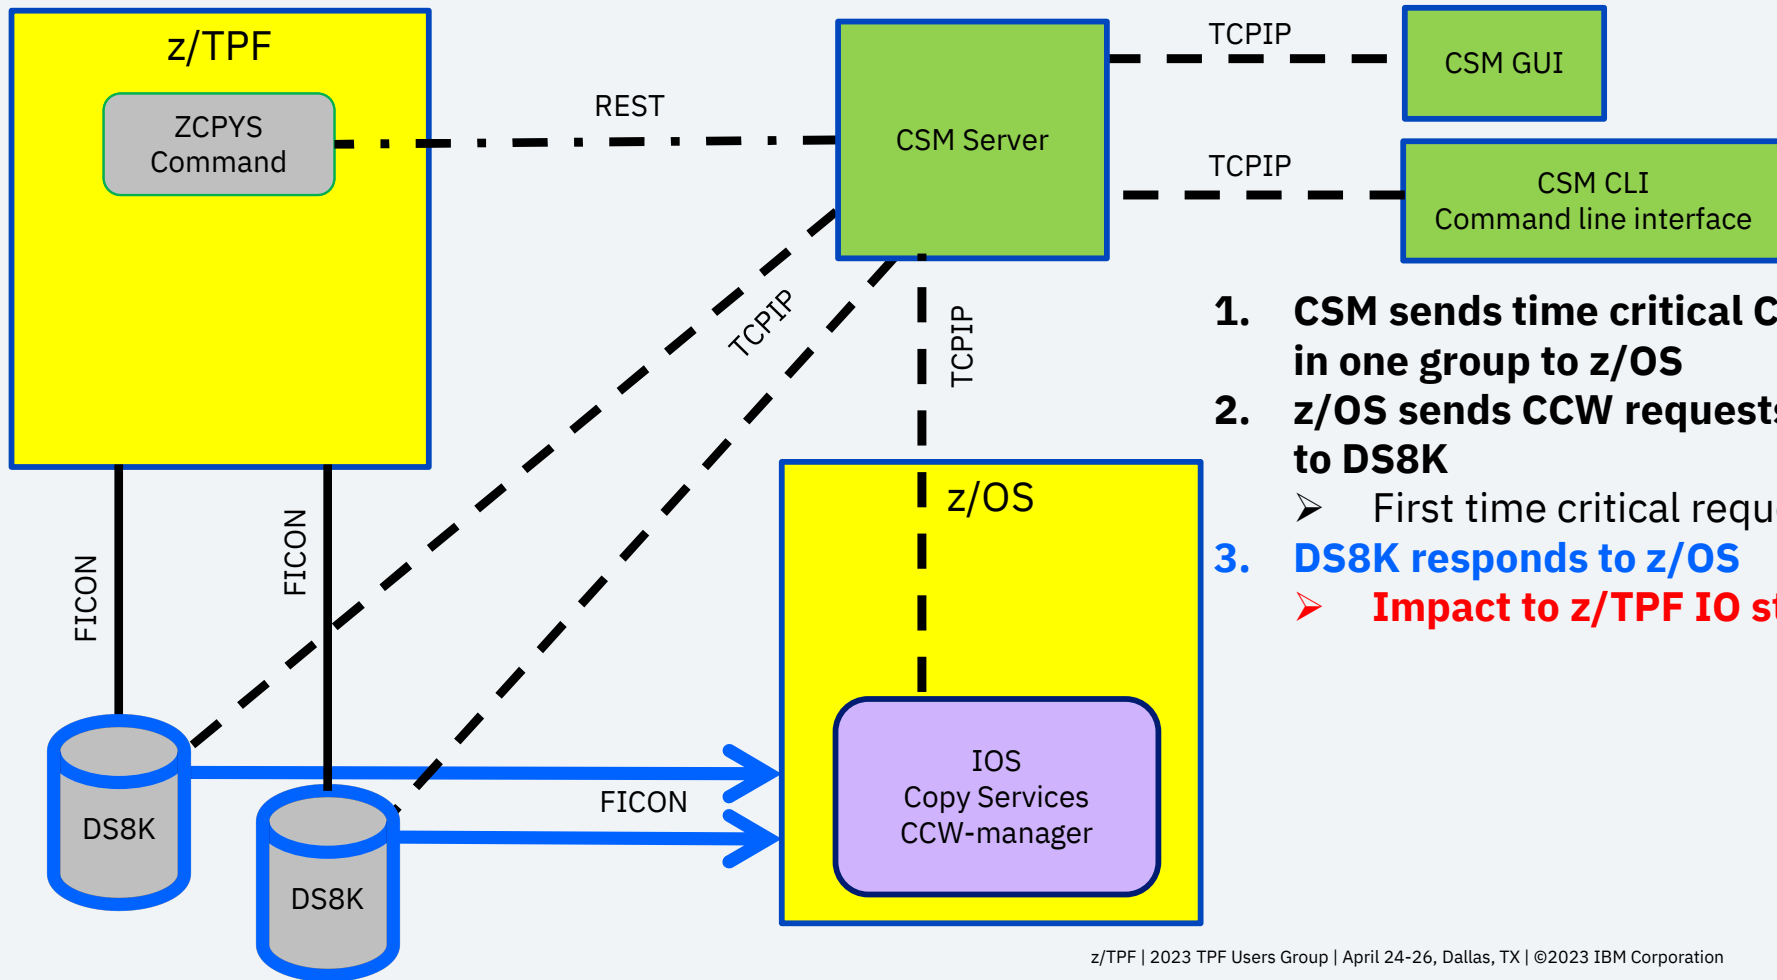 z/TPF
ZCPYS
Command
REST
CSM Server
TCPIP
CSM GUI
TCPIP
CSM CLI
Command line interface
TCPIP
TCPIP
1. CSM sends time critical
in one group to z/OS
2. z/OS sends CCW requests
to DS8K
➢ First time critical
3. DS8K responds to z/OS
➢ Impact to z/TPF IO
z/OS
FICON
FICON
FICON
DS8K
DS8K
IOS
Copy Services
CCW-manager
z/TPF | 2023 TPF Users Group | April 24-26, Dallas, TX | ©2023 IBM Corporation